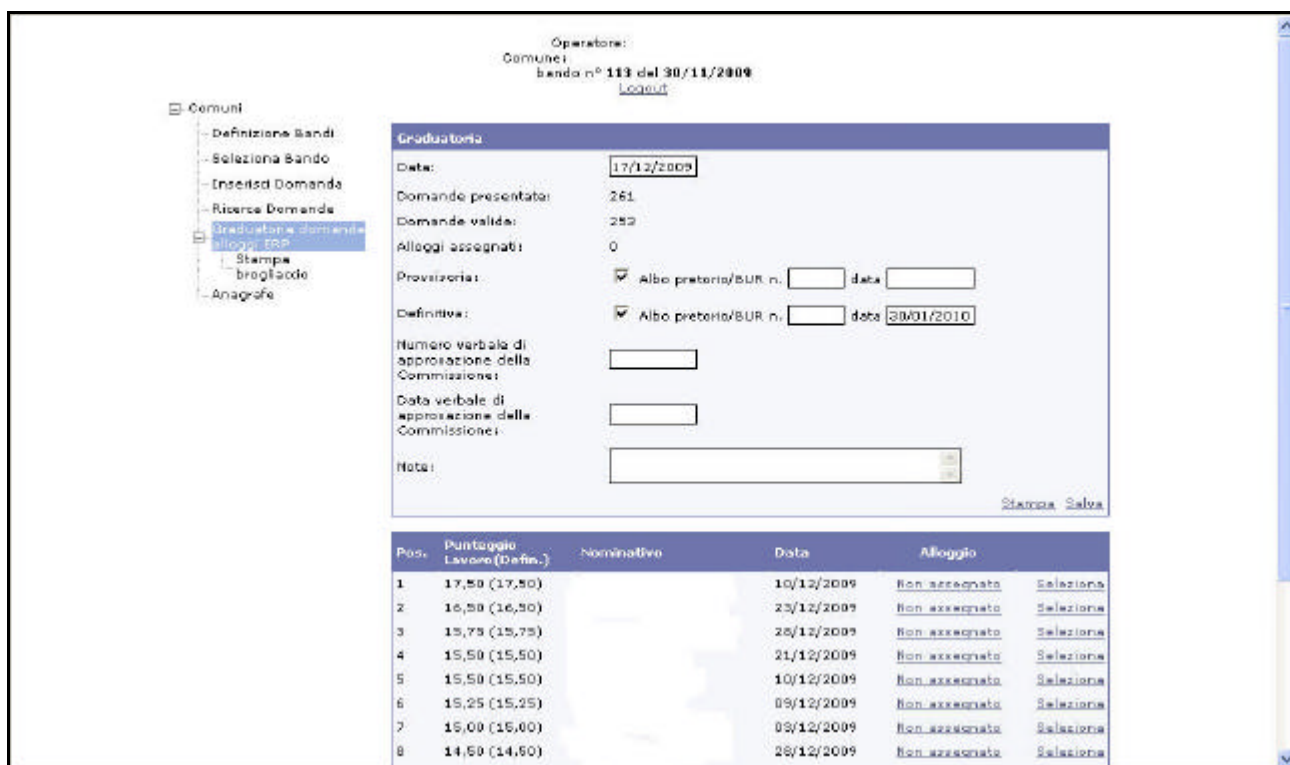 Operatore:
Comune:
bando n° 113 del 30/11/2009
Logout
Comuni
Definizione Bandi
Seleziona Bando
Inserisci Domanda
Ricerca Domande
Graduatoria domande
alloggi ERP
Stampa
brogliaccio
Anagrafe
Graduatoria
Data: 17/12/2009
Domande presentate: 261
Domande valide: 253
Alloggi assegnati: 0
Provvisoria: Albo pretorio/BUR n. data
Definitiva: Albo pretorio/BUR n. data 30/01/2010
Numero verbale di
approvazione della
Commissione:
Data verbale di
approvazione della
Commissione:
Note:
Stampa Salva
Pos. Punteggio Lavoro(Defin.) Nominativo Data Alloggio
1 17,50 (17,50) 10/12/2009 Non assegnato Seleziona
2 16,50 (16,50) 23/12/2009 Non assegnato Seleziona
3 15,75 (15,75) 28/12/2009 Non assegnato Seleziona
4 15,50 (15,50) 21/12/2009 Non assegnato Seleziona
5 15,50 (15,50) 10/12/2009 Non assegnato Seleziona
6 15,25 (15,25) 09/12/2009 Non assegnato Seleziona
7 15,00 (15,00) 03/12/2009 Non assegnato Seleziona
8 14,50 (14,50) 28/12/2009 Non assegnato Seleziona